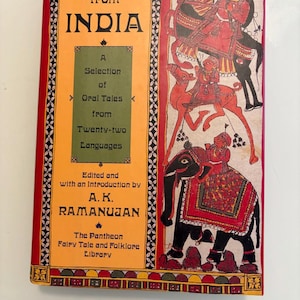 from
INDIA
A
Selection
of
Oral Tales
from
Twenty-two
Languages
Edited and
with an Introduction by
A. K.
RAMANUJAN
The Pantheon
Fairy Tale and Folklore
Library